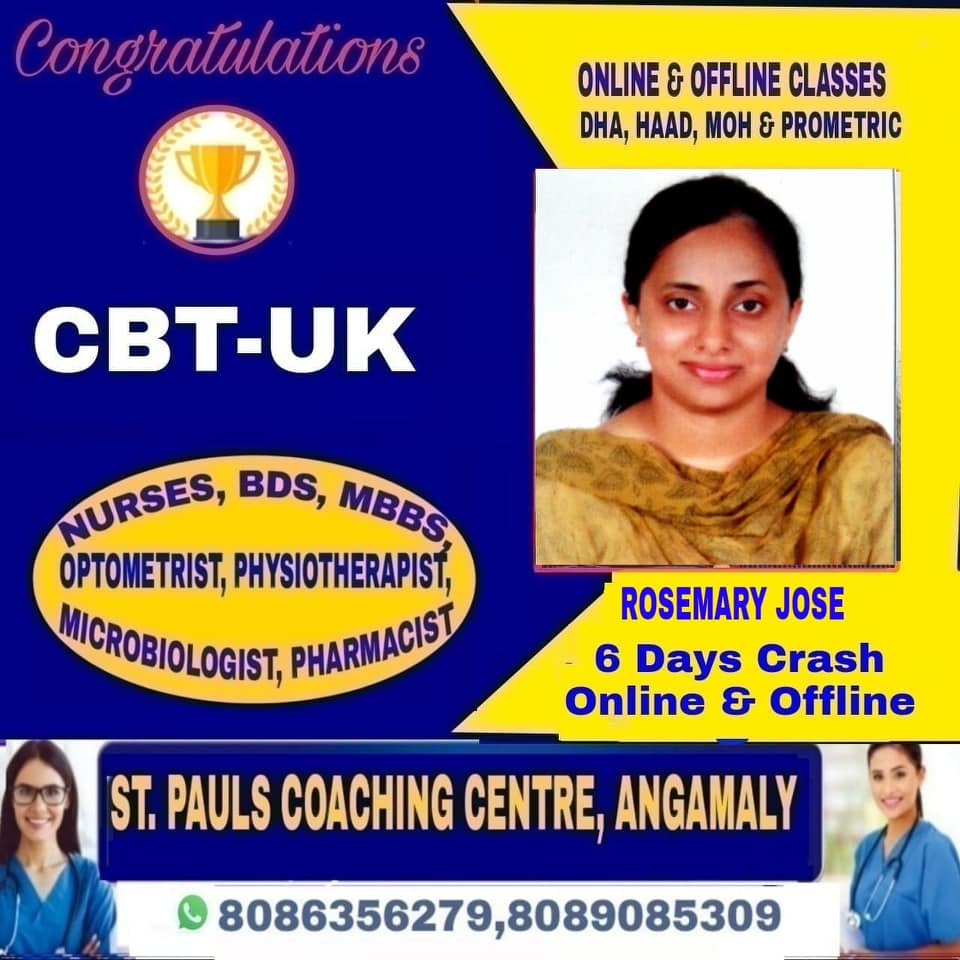 Congratulations
ONLINE & OFFLINE CLASSES
DHA, HAAD, MOH & PROMETRIC
CBT-UK
NURSES, BDS, MBBS,
OPTOMETRIST, PHYSIOTHERAPIST,
MICROBIOLOGIST, PHARMACIST
ROSEMARY JOSE
6 Days Crash
Online & Offline
ST. PAULS COACHING CENTRE, ANGAMALY
8086356279,8089085309